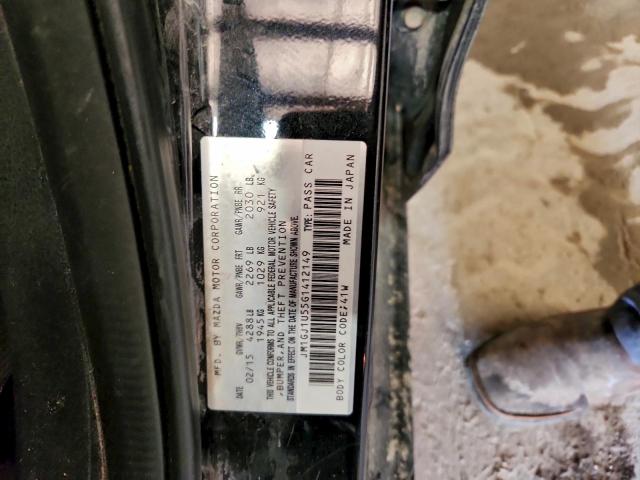 MFD. BY MAZDA MOTOR CORPORATION
DATE GVWR/PNBV GAWR/PNBE FRT GAWR/PNBE RR
02/15 4288LB 2269 LB 2030 LB
1945KG 1029 KG 921 KG
THIS VEHICLE CONFORMS TO ALL APPLICABLE FEDERAL MOTOR VEHICLE SAFETY
,BUMPER,AND THEFT PREVENTION
STANDARDS IN EFFECT ON THE DATE OF MANUFACTURE SHOWN ABOVE.
JM1GJ1U55G1412149 TYPE: PASS CAR
BODY COLOR CODE:41W MADE IN JAPAN